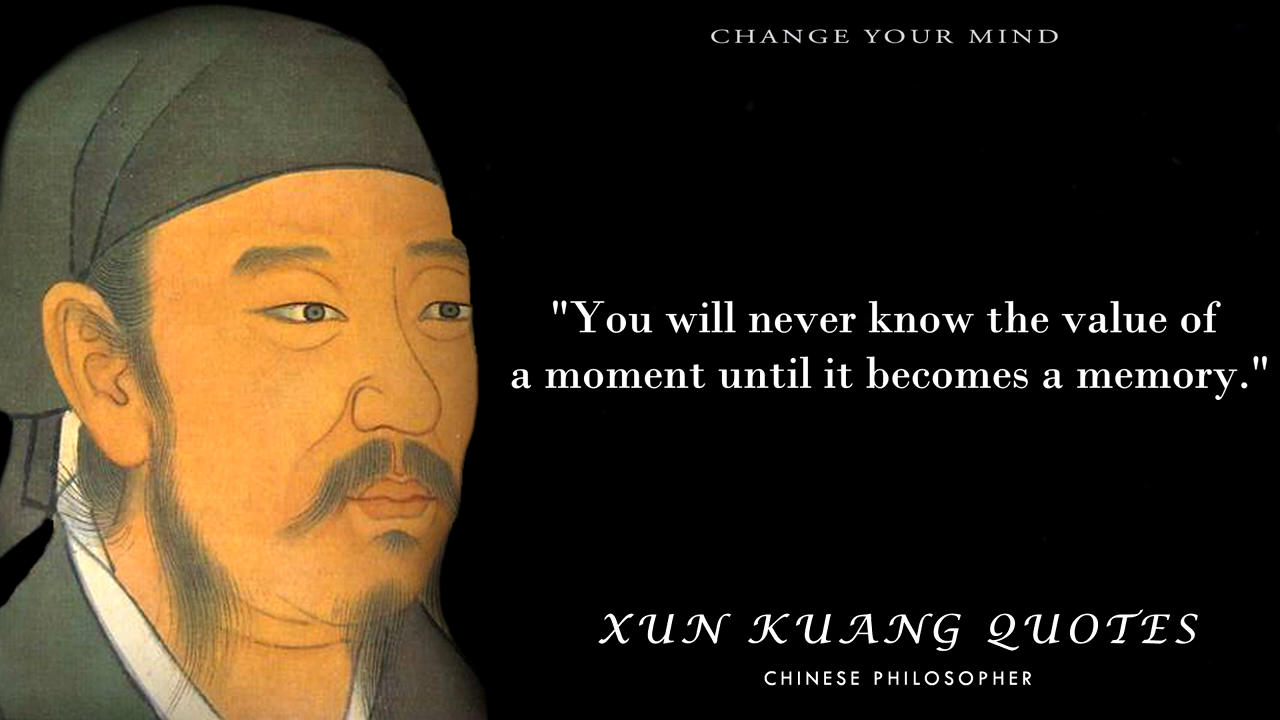 CHANGE YOUR MIND
"You will never know the value of
a moment until it becomes a memory."
XUN KUANG QUOTES
CHINESE PHILOSOPHER